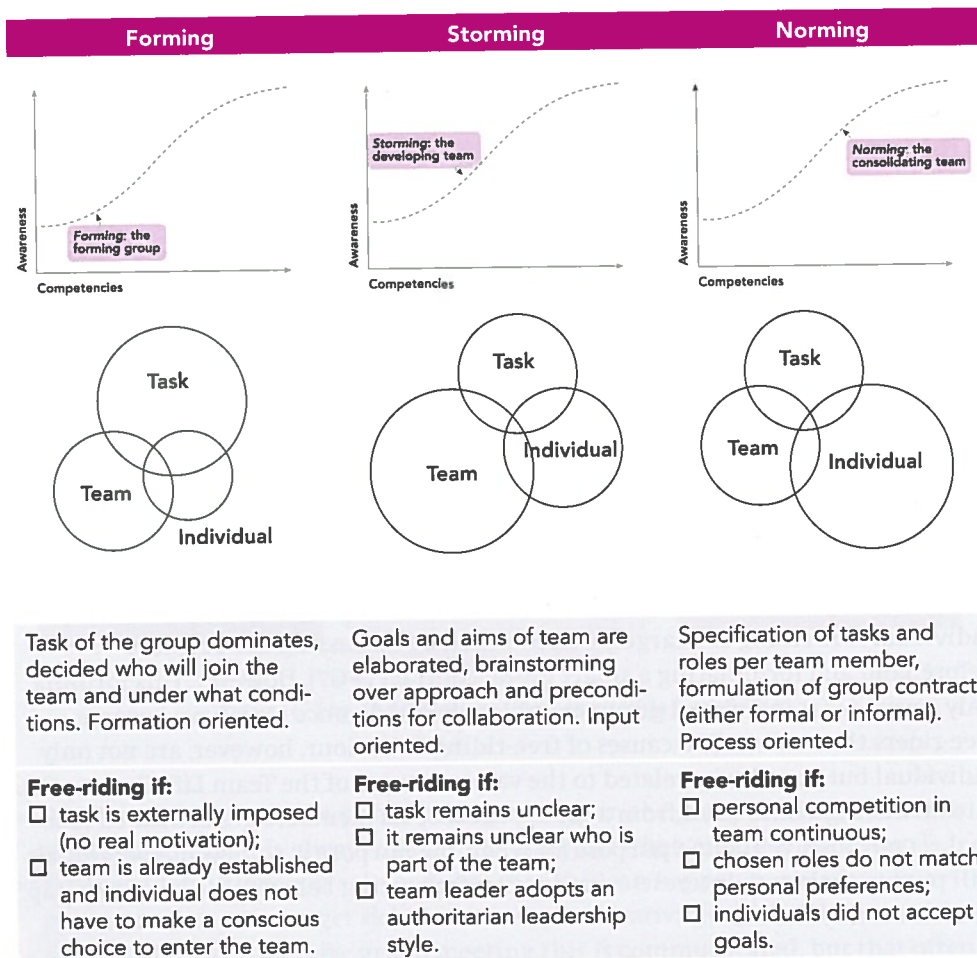 Forming
Storming
Norming
Awareness
Forming: the
forming group
Competencies
Awareness
Storming: the
developing team
Competencies
Awareness
Norming: the
consolidating team
Competencies
Task
Team
Individual
Task
Team
Individual
Task
Team
Individual
Task of the group dominates,
decided who will join the
team and under what condi-
tions. Formation oriented.
Goals and aims of team are
elaborated, brainstorming
over approach and precondi-
tions for collaboration. Input
oriented.
Specification of tasks and
roles per team member,
formulation of group contract
(either formal or informal).
Process oriented.
Free-riding if:
☐ task is externally imposed
(no real motivation);
☐ team is already established
and individual does not
have to make a conscious
choice to enter the team.
Free-riding if:
☐ task remains unclear;
☐ it remains unclear who is
part of the team;
☐ team leader adopts an
authoritarian leadership
style.
Free-riding if:
☐ personal competition in
team continuous;
☐ chosen roles do not match
personal preferences;
☐ individuals did not accept
goals.